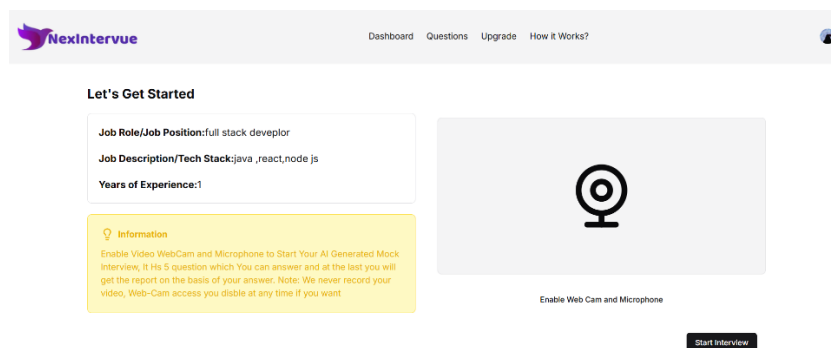 NexIntervue
Dashboard Questions Upgrade How it Works?
Let's Get Started
Job Role/Job Position:full stack deveplor
Job Description/Tech Stack:java ,react,node js
Years of Experience:1
Information
Enable Video WebCam and Microphone to Start Your AI Generated Mock
Interview, It Hs 5 question which You can answer and at the last you will
get the report on the basis of your answer. Note: We never record your
video, Web-Cam access you disble at any time if you want
Enable Web Cam and Microphone
Start Interview